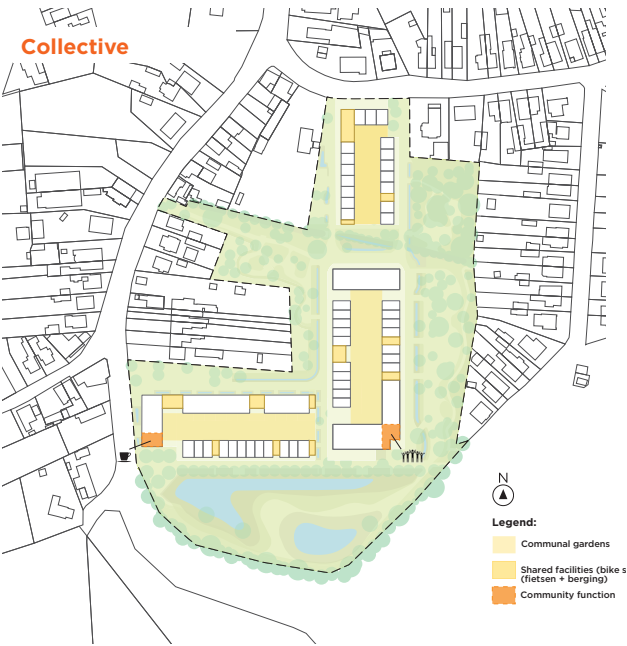 Collective
N
Legend:
Communal gardens
Shared facilities (bike s
(fietsen + berging)
Community function